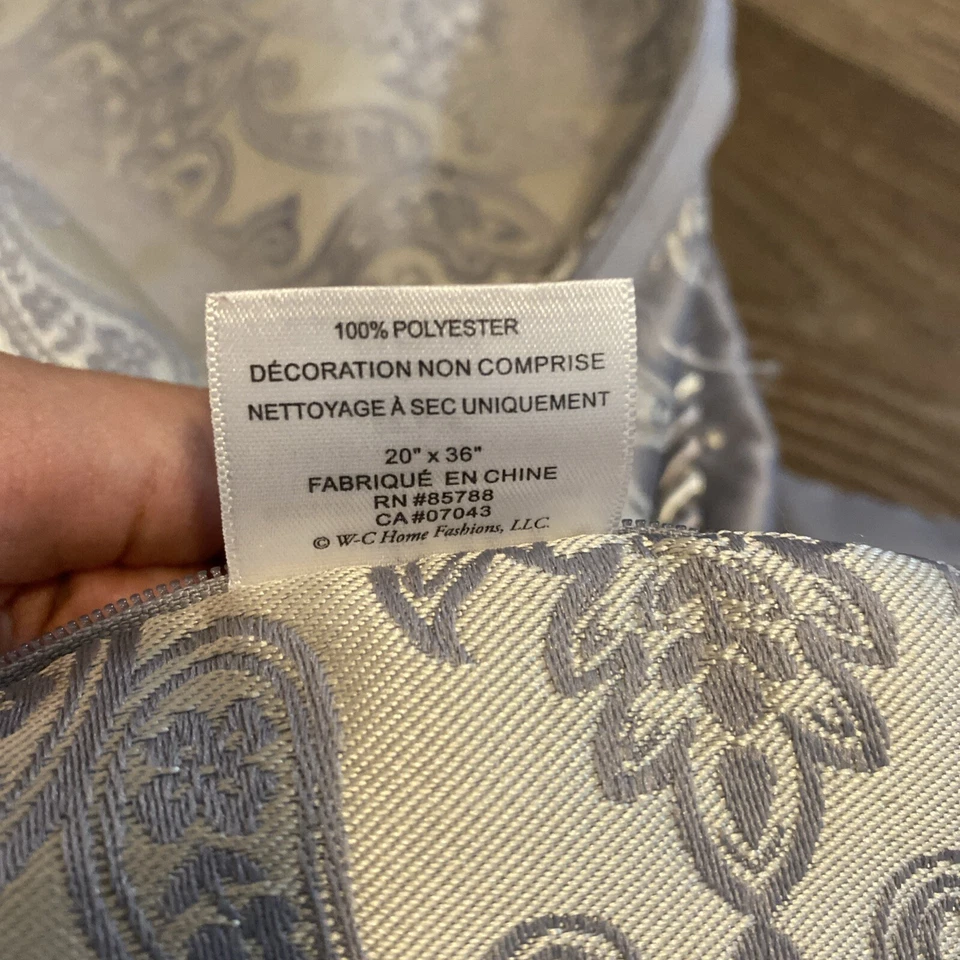 100% POLYESTER
DÉCORATION NON COMPRISE
NETTOYAGE À SEC UNIQUEMENT
20" x 36"
FABRIQUÉ EN CHINE
RN #85788
CA #07043
© W-C Home Fashions, LLC.